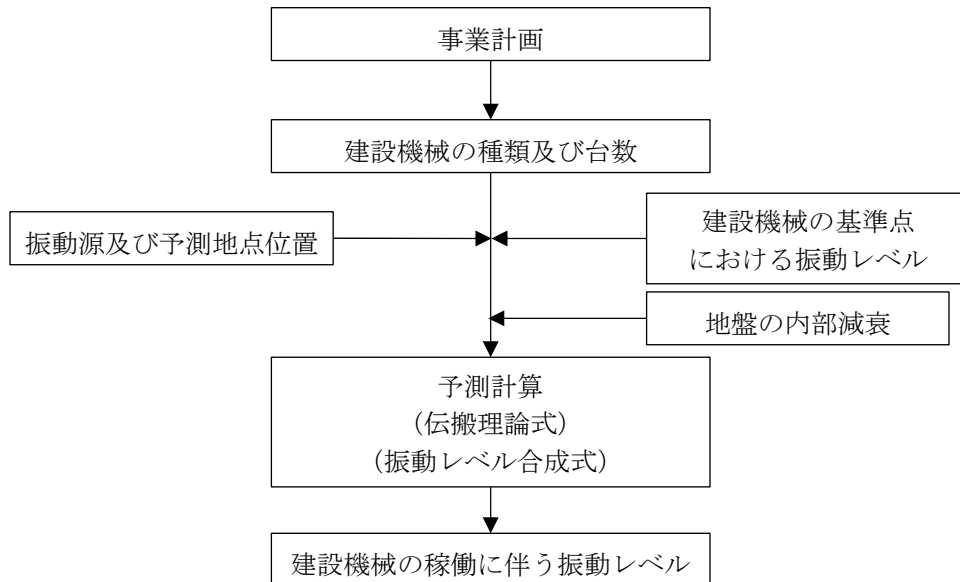 事業計画
建設機械の種類及び台数
振動源及び予測地点位置
建設機械の基準点
における振動レベル
地盤の内部減衰
予測計算
（伝搬理論式）
（振動レベル合成式）
建設機械の稼働に伴う振動レベル